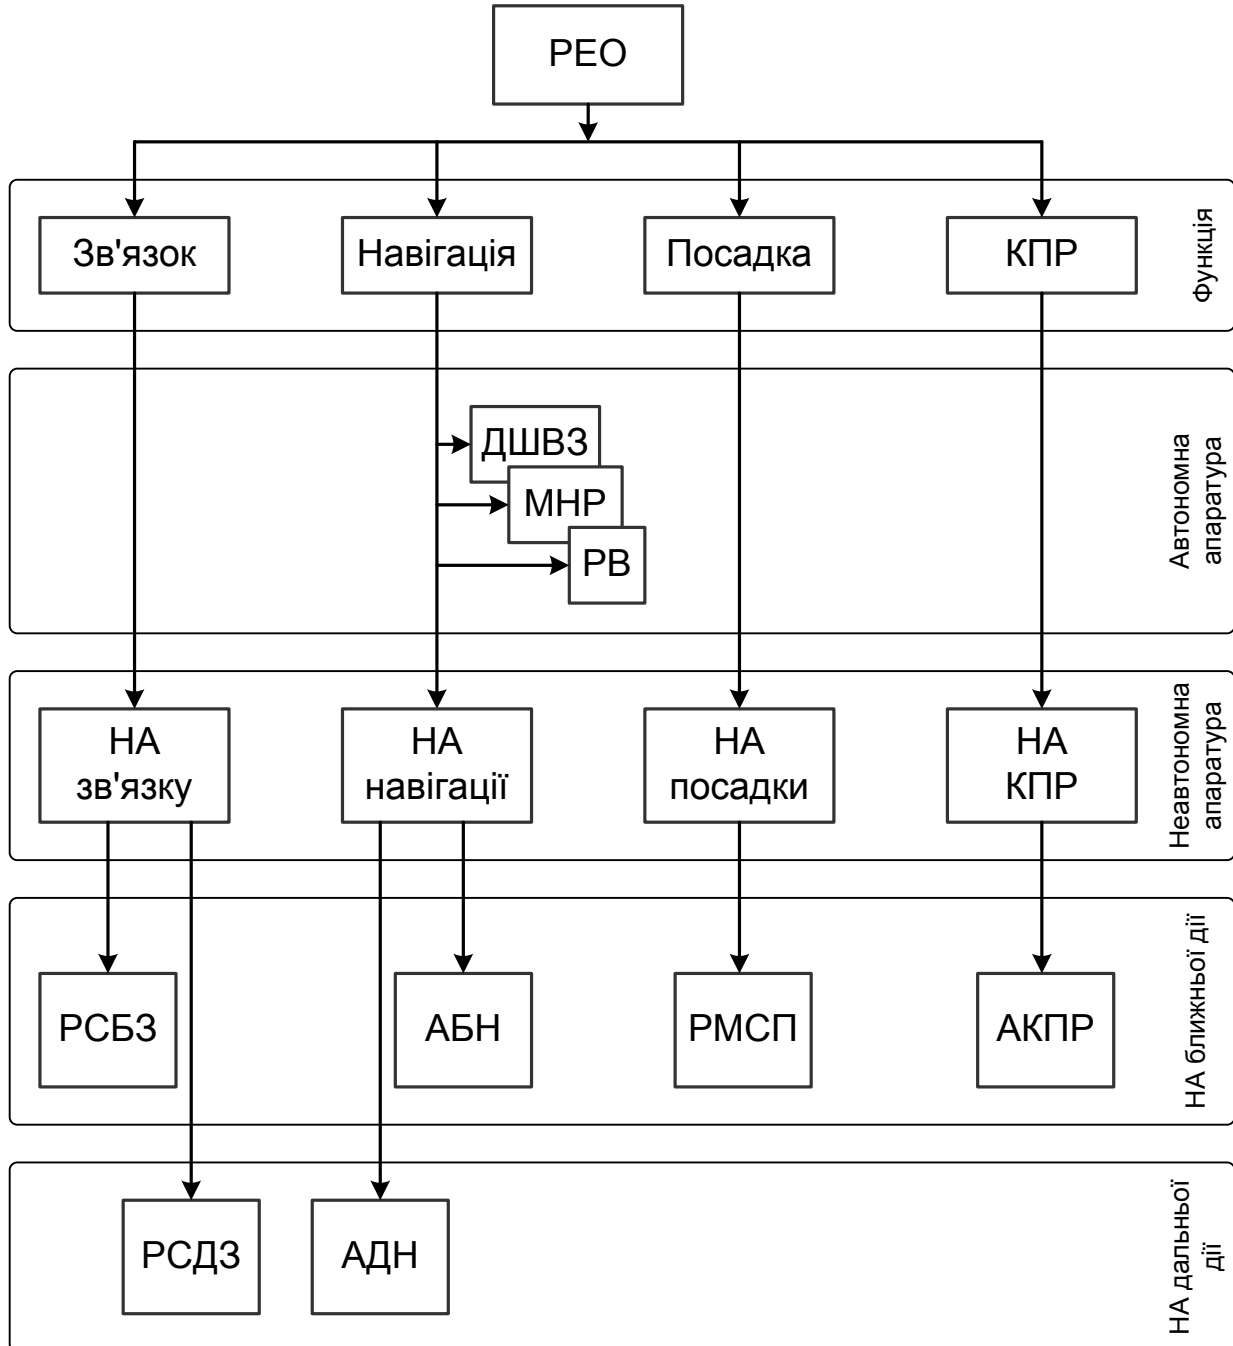 РЕО
Зв'язок
Навігація
Посадка
КПР
Функція
ДШВЗ
МНР
РВ
Автономна
апаратура
НА
зв'язку
НА
навігації
НА
посадки
НА
КПР
Неавтономна
апаратура
РСБЗ
АБН
РМСП
АКПР
НА ближньої дії
РСДЗ
АДН
НА дальньої
дії